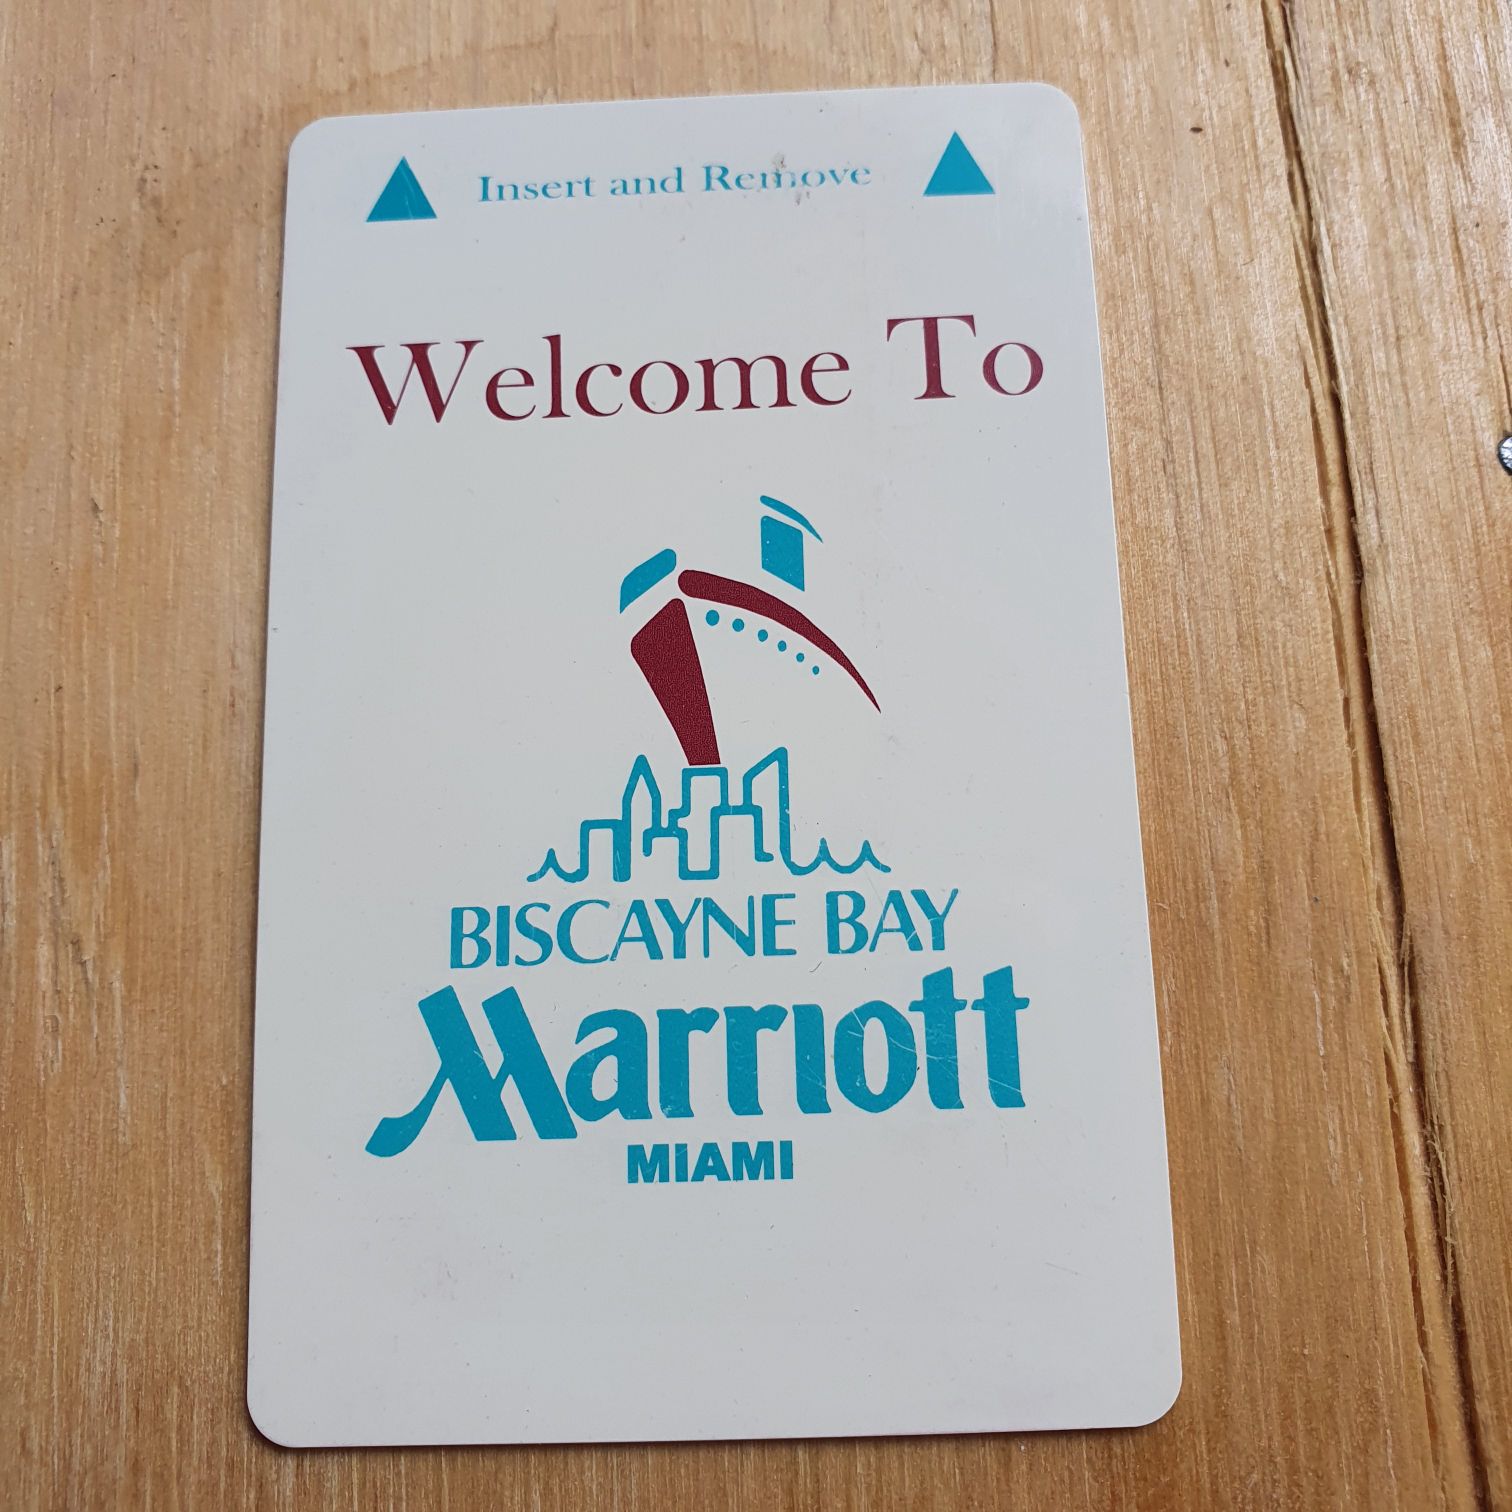 Insert and Remove
Welcome To
BISCAYNE BAY
Marriott
MIAMI